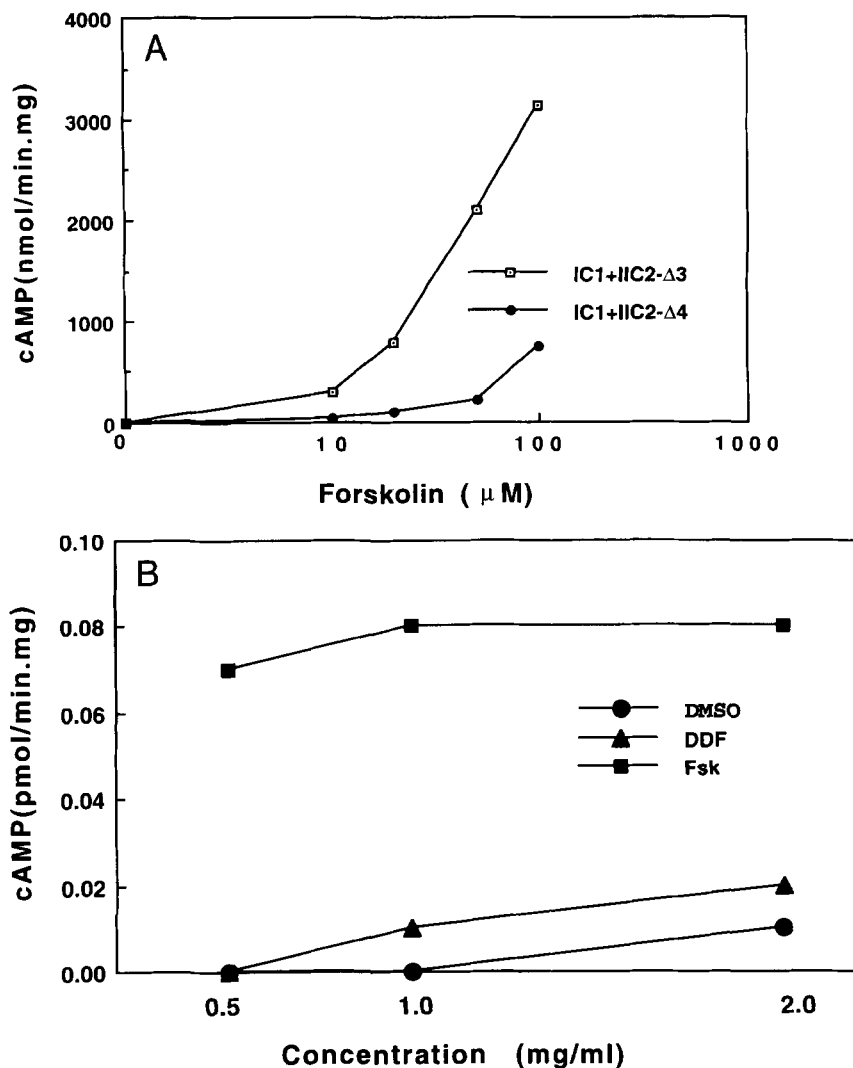 A
cAMP(nmol/min.mg)
4000
3000
2000
1000
0
IC1+IIC2-Δ3
IC1+IIC2-Δ4
0 10 100 1000
Forskolin ( μM)
B
cAMP(pmol/min.mg)
0.10
0.08
0.06
0.04
0.02
0.00
DMSO
DDF
Fsk
0.5 1.0 2.0
Concentration (mg/ml)